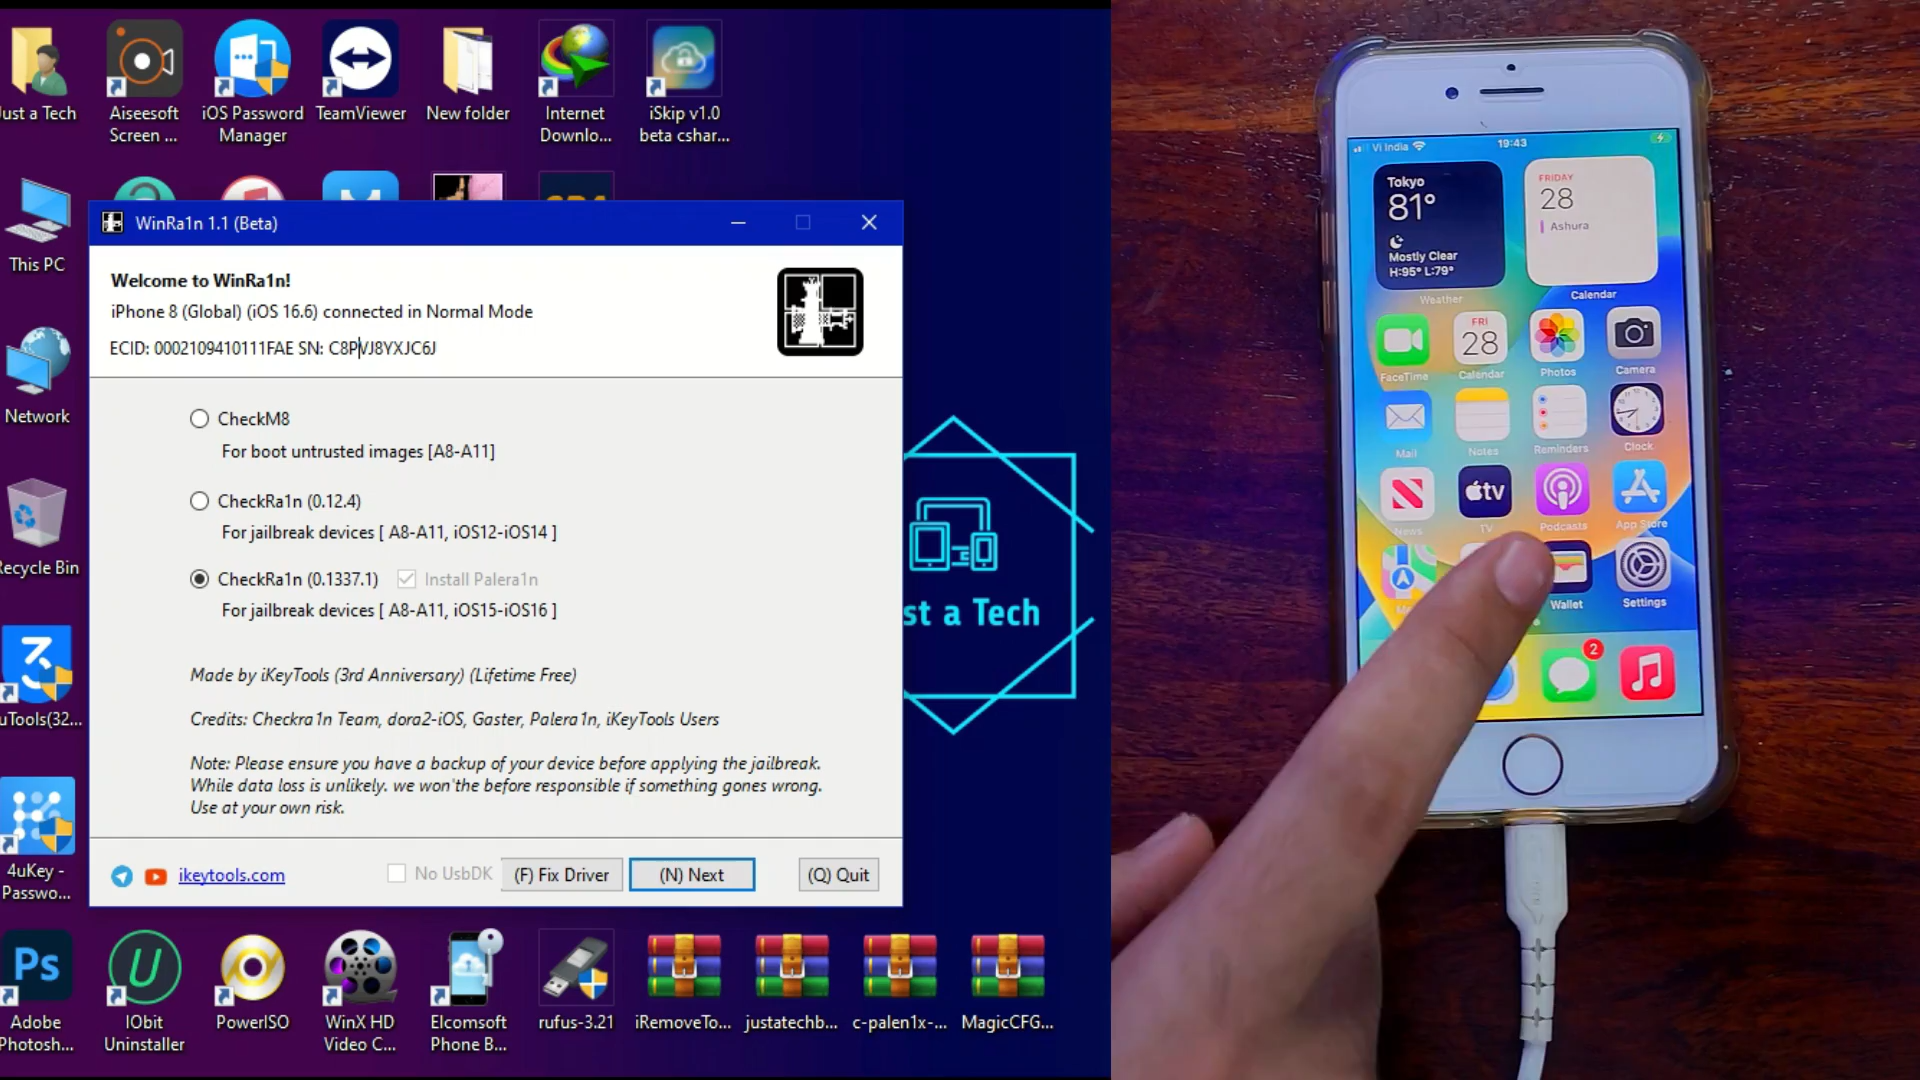 Just a Tech
Aiseesoft
Screen ...
iOS Password
Manager
TeamViewer
New folder
Internet
Downlo...
iSkip v1.0
beta cshar...
This PC
Network
Recycle Bin
uTools(32...
4uKey -
Passwo...
WinRa1n 1.1 (Beta)
Welcome to WinRa1n!
iPhone 8 (Global) (iOS 16.6) connected in Normal Mode
ECID: 0002109410111FAE SN: C8PVJ8YXJC6J
CheckM8
For boot untrusted images [A8-A11]
CheckRa1n (0.12.4)
For jailbreak devices [ A8-A11, iOS12-iOS14 ]
CheckRa1n (0.1337.1) Install Palera1n
For jailbreak devices [ A8-A11, iOS15-iOS16 ]
Made by iKeyTools (3rd Anniversary) (Lifetime Free)
Credits: Checkra1n Team, dora2-iOS, Gaster, Palera1n, iKeyTools Users
Note: Please ensure you have a backup of your device before applying the jailbreak.
While data loss is unlikely. we won'the before responsible if something gones wrong.
Use at your own risk.
ikeytools.com
No UsbDK
(F) Fix Driver
(N) Next
(Q) Quit
st a Tech
Ps
Adobe
Photosh...
IObit
Uninstaller
PowerISO
WinX HD
Video C...
Elcomsoft
Phone B...
rufus-3.21
iRemoveTo...
justatechb...
c-palen1x-...
MagicCFG...
Vi India
19:43
Tokyo
81°
Mostly Clear
H:95° L:79°
Weather
FRIDAY
28
Ashura
Calendar
FaceTime
FRI
28
Calendar
Photos
Camera
Mail
Notes
Reminders
Clock
News
tv
TV
Podcasts
App Store
Wallet
Settings
2